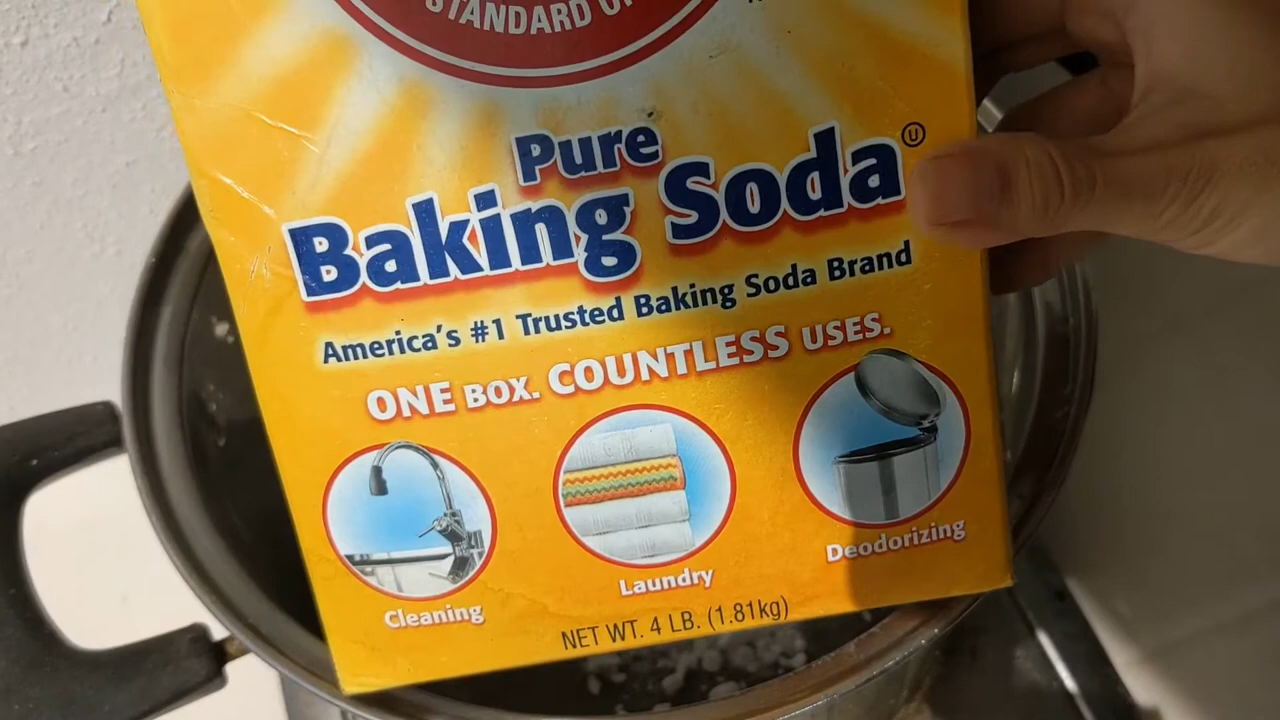 STANDARD OF
Pure
Baking Soda
America's #1 Trusted Baking Soda Brand
ONE BOX. COUNTLESS USES.
Cleaning
Laundry
Deodorizing
NET WT. 4 LB. (1.81kg)